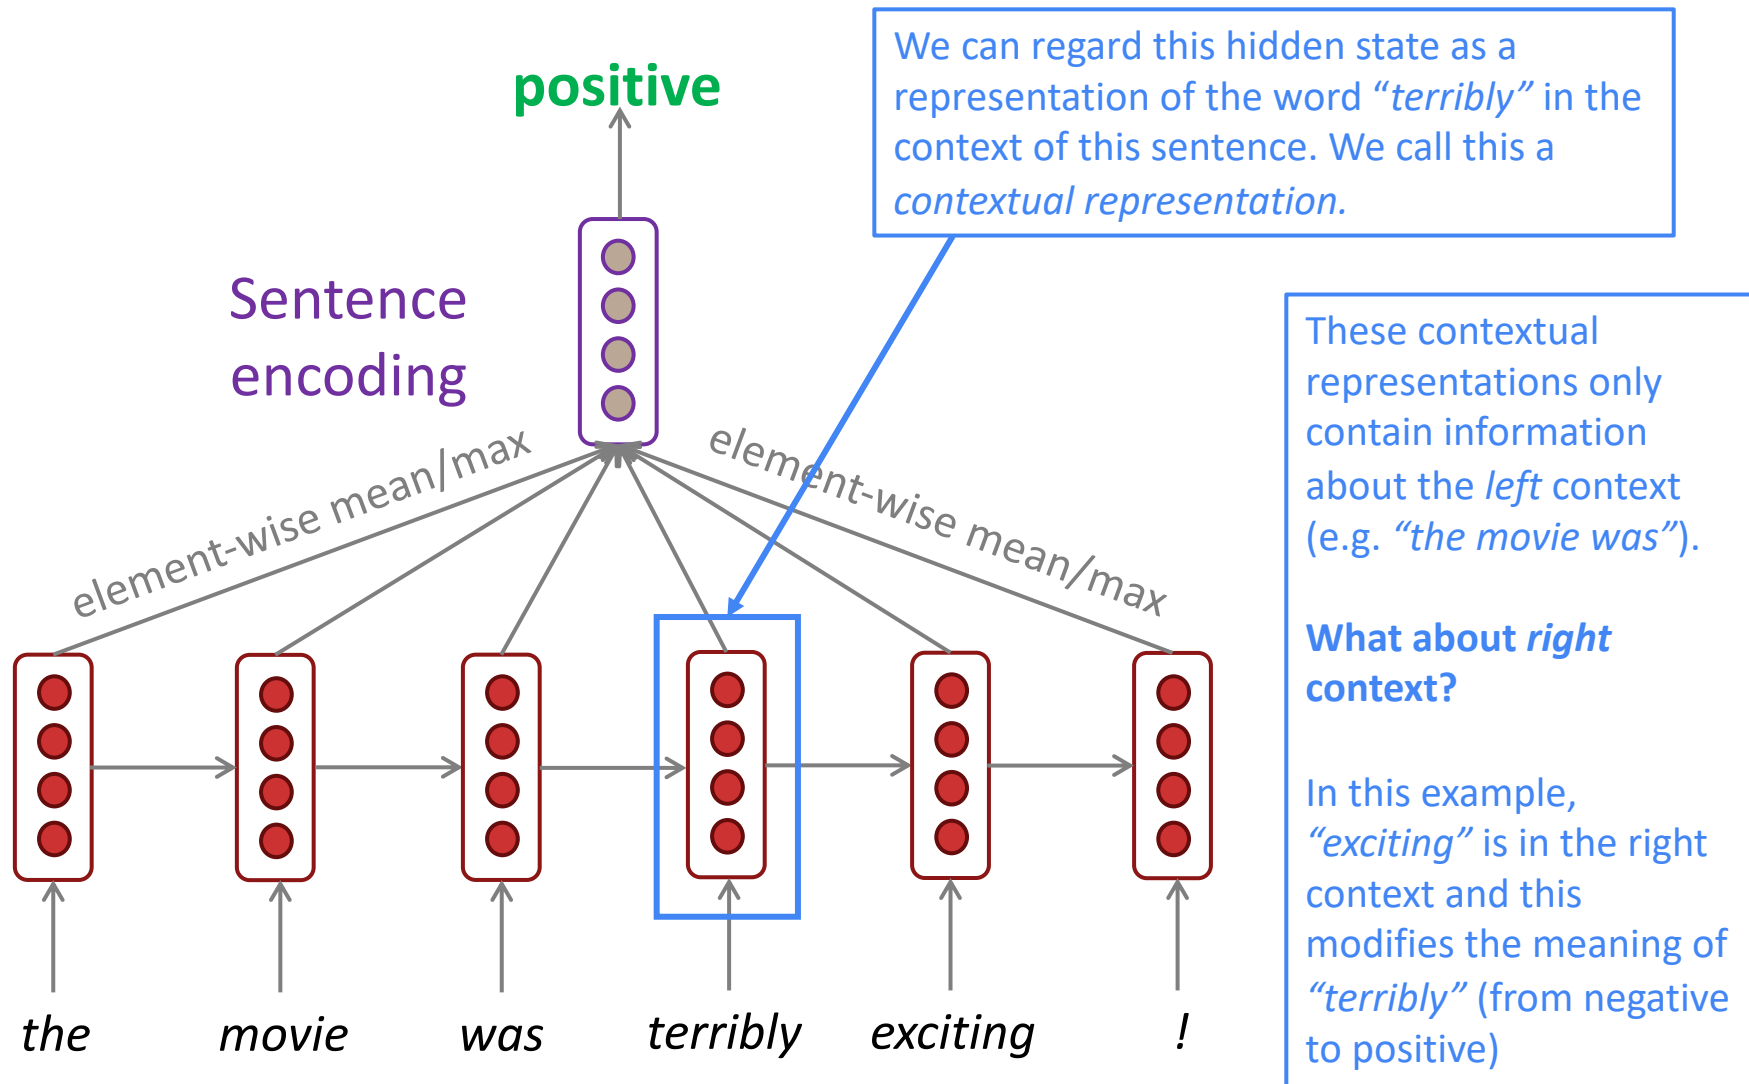 positive
We can regard this hidden state as a
representation of the word “terribly” in the
context of this sentence. We call this a
contextual representation.
Sentence
encoding
element-wise mean/max
element-wise mean/max
These contextual
representations only
contain information
about the left context
(e.g. “the movie was”).
What about right
context?
In this example,
“exciting” is in the right
context and this
modifies the meaning of
“terribly” (from negative
to positive)
the movie was terribly exciting !